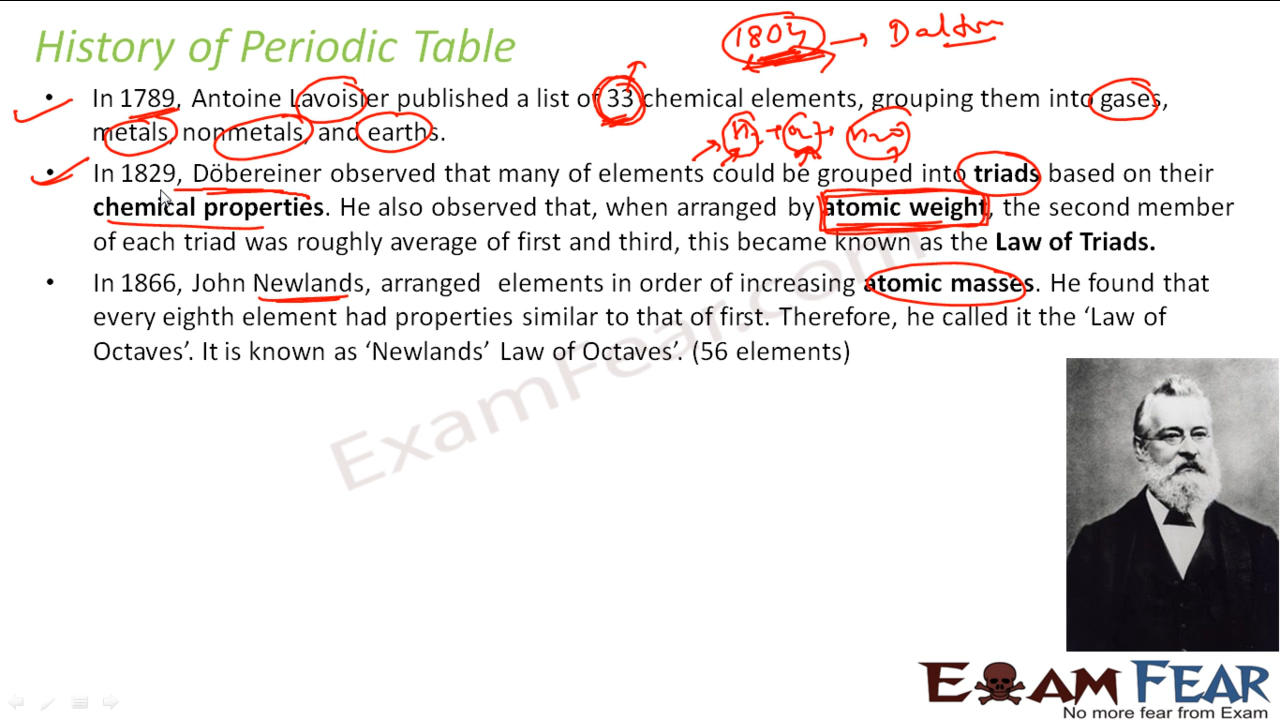 History of Periodic Table
1807 → Dalton
• In 1789, Antoine Lavoisier published a list of 33 chemical elements, grouping them into gases,
metals, nonmetals, and earths.
• In 1829, Döbereiner observed that many of elements could be grouped into triads based on their
chemical properties. He also observed that, when arranged by atomic weight, the second member
of each triad was roughly average of first and third, this became known as the Law of Triads.
• In 1866, John Newlands, arranged elements in order of increasing atomic masses. He found that
every eighth element had properties similar to that of first. Therefore, he called it the ‘Law of
Octaves’. It is known as ‘Newlands’ Law of Octaves’. (56 elements)
ExamFear.com
EXAM FEAR
No more fear from Exam